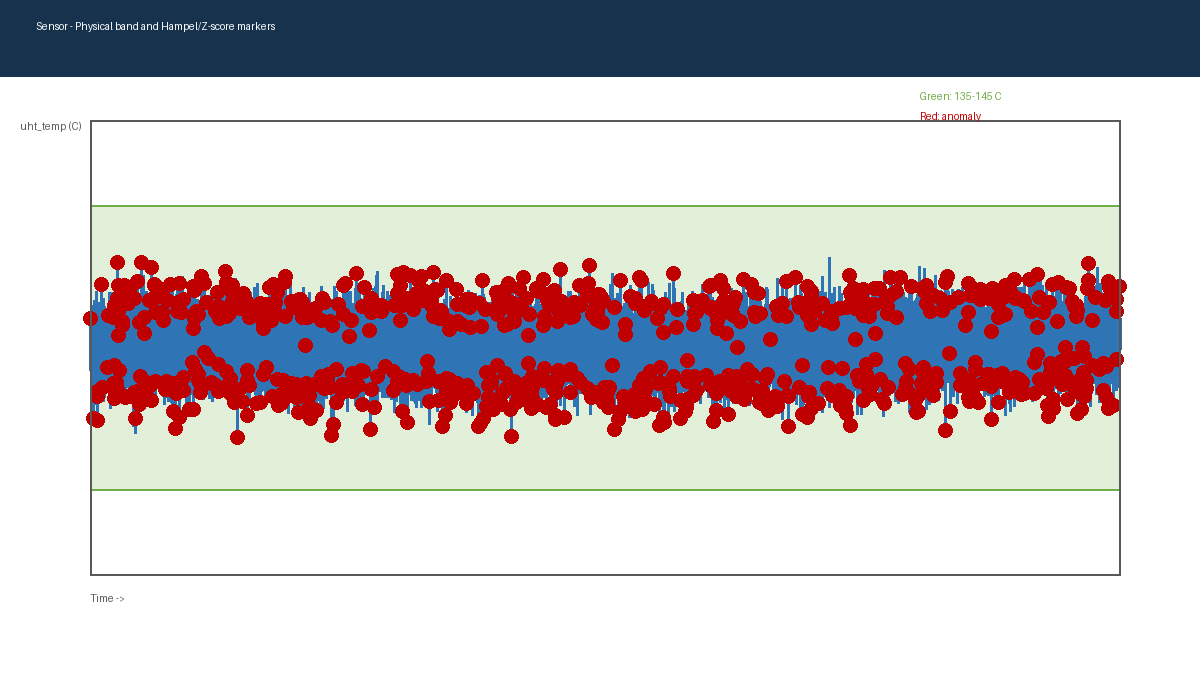 Sensor - Physical band and Hampel/Z-score markers
Green: 135-145 C
Red: anomaly
uht_temp (C)
Time ->